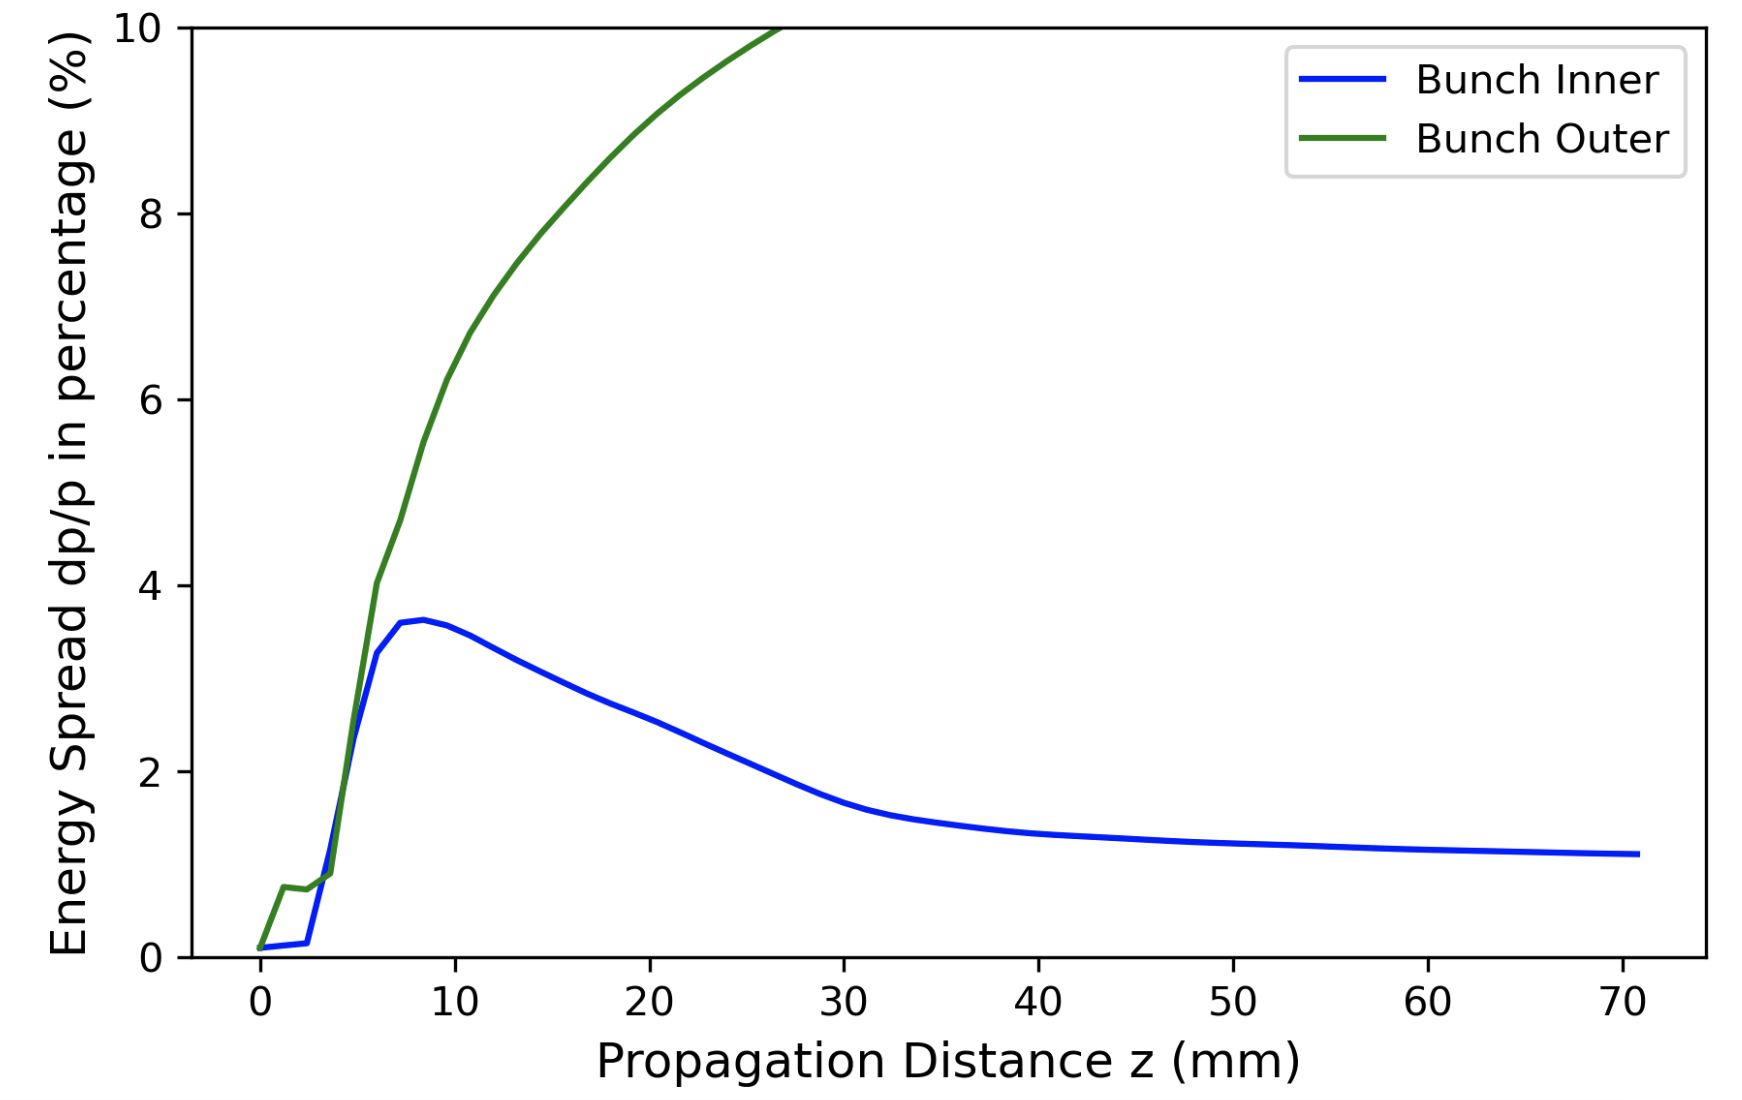 Energy Spread dp/p in percentage (%)
10
8
6
4
2
0
Bunch Inner
Bunch Outer
0 10 20 30 40 50 60 70
Propagation Distance z (mm)